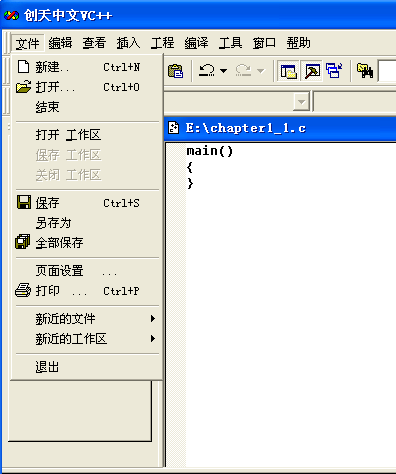 创天中文VC++
文件 编辑 查看 插入 工程 编译 工具 窗口 帮助
新建.. Ctrl+N
打开... Ctrl+O
结束
打开 工作区
保存 工作区
关闭 工作区
保存 Ctrl+S
另存为
全部保存
页面设置 ...
打印 ... Ctrl+P
新近的文件
新近的工作区
退出
E:\chapter1_1.c
main()
{
}